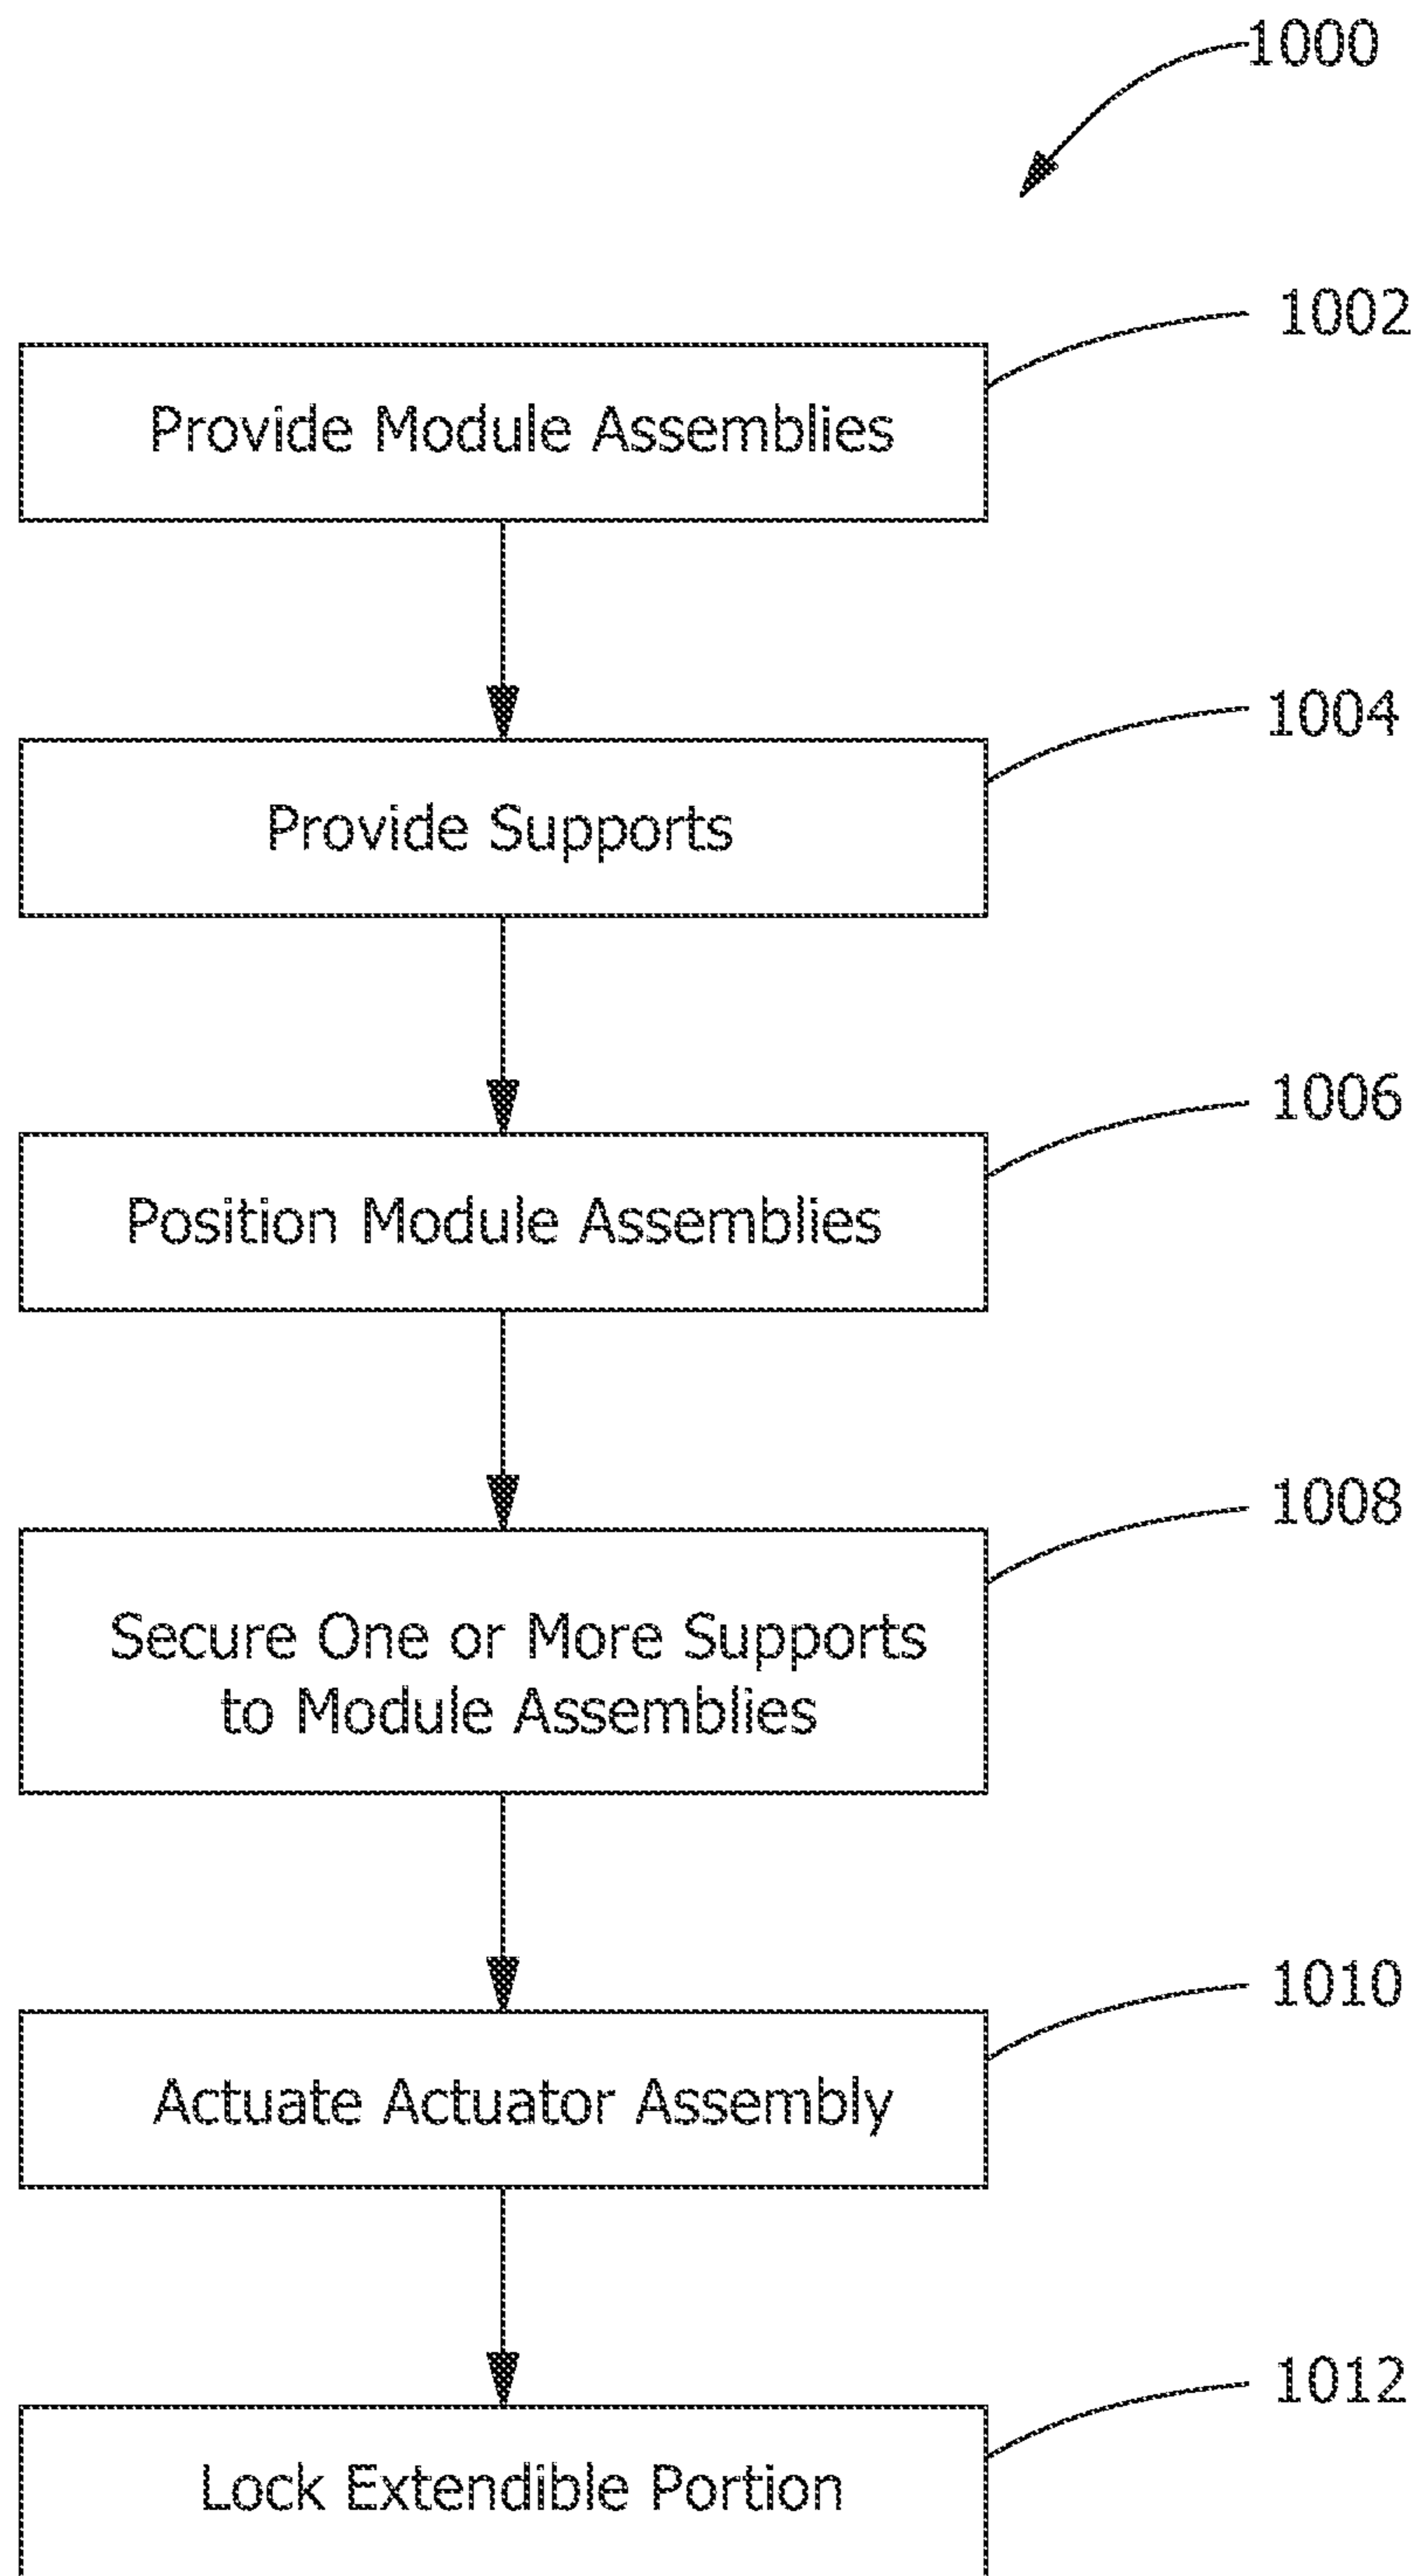 1000
1002
Provide Module Assemblies
1004
Provide Supports
1006
Position Module Assemblies
1008
Secure One or More Supports
to Module Assemblies
1010
Actuate Actuator Assembly
1012
Lock Extendible Portion